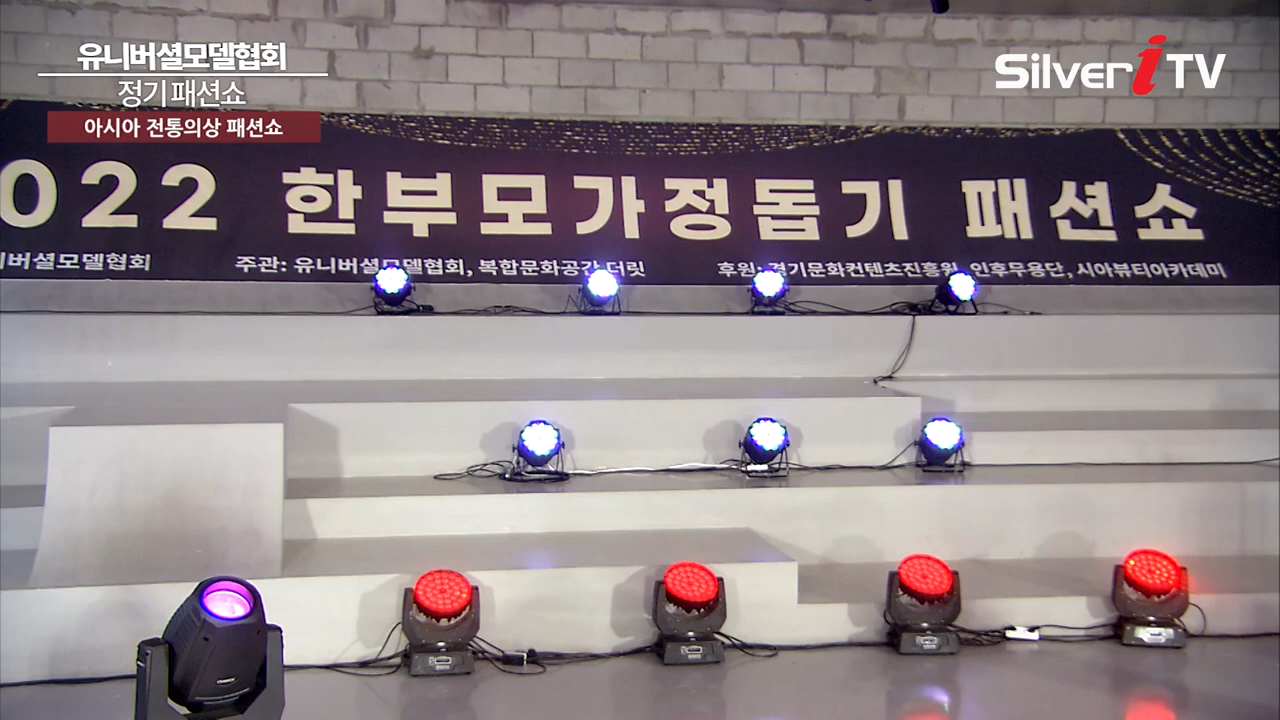 유니버셜모델협회
정기 패션쇼
아시아 전통의상 패션쇼
Silver i TV
022 한부모가정돕기 패션쇼
니버셜모델협회 주관: 유니버셜모델협회, 복합문화공간 더릿 후원: 경기문화컨텐츠진흥원, 인후무용단, 시아뷰티아카데미